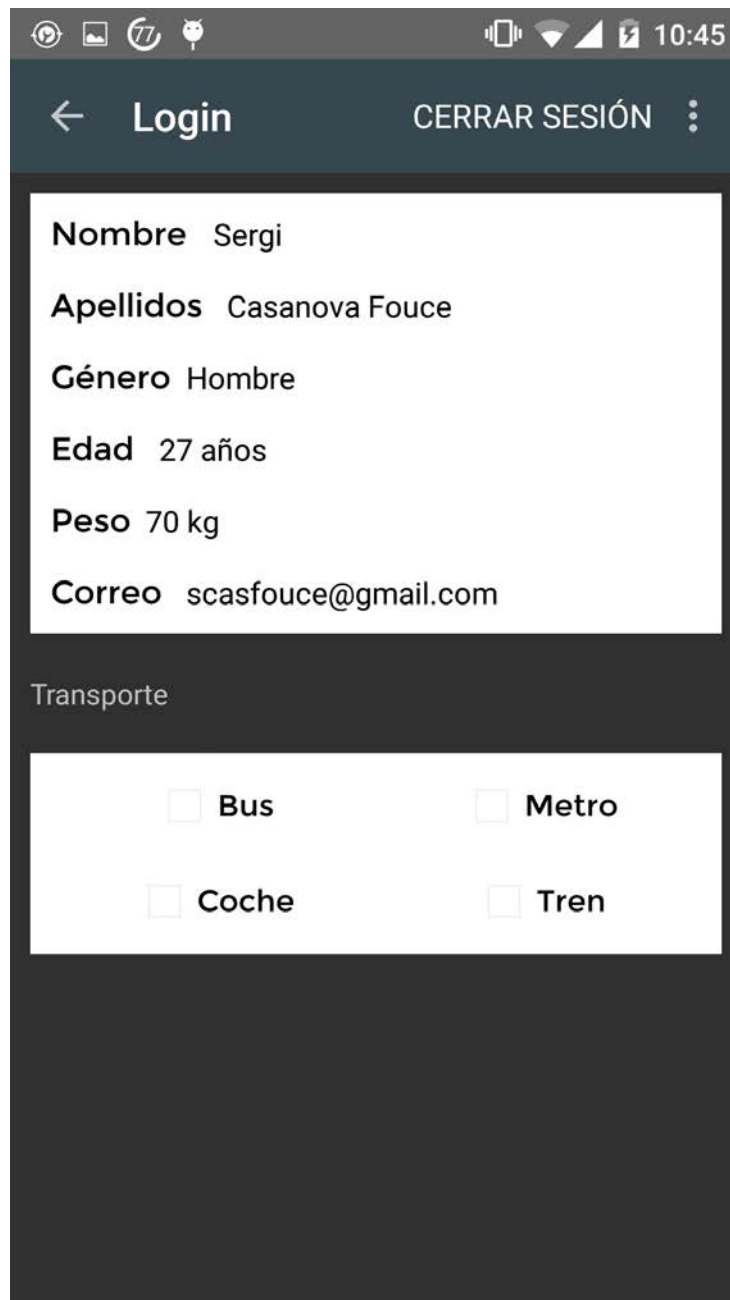 77 10:45
Login CERRAR SESIÓN
Nombre Sergi
Apellidos Casanova Fouce
Género Hombre
Edad 27 años
Peso 70 kg
Correo scasfouce@gmail.com
Transporte
Bus Metro
Coche Tren